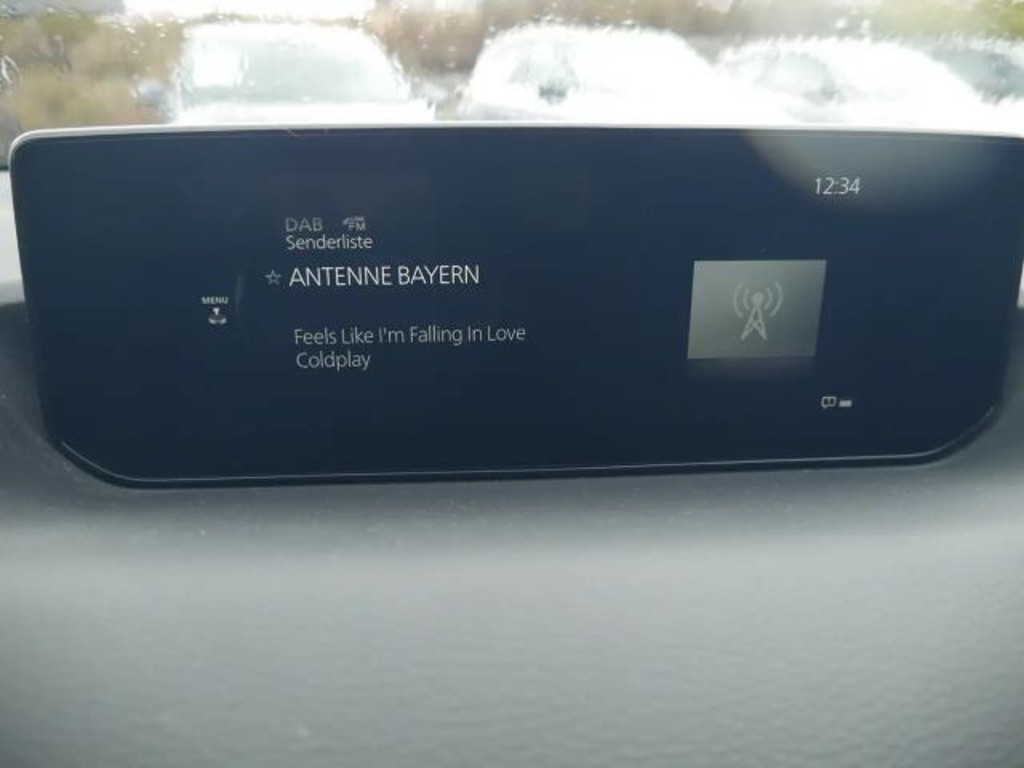 12:34
DAB FM
Senderliste
☆ ANTENNE BAYERN
MENU
Feels Like I'm Falling In Love
Coldplay